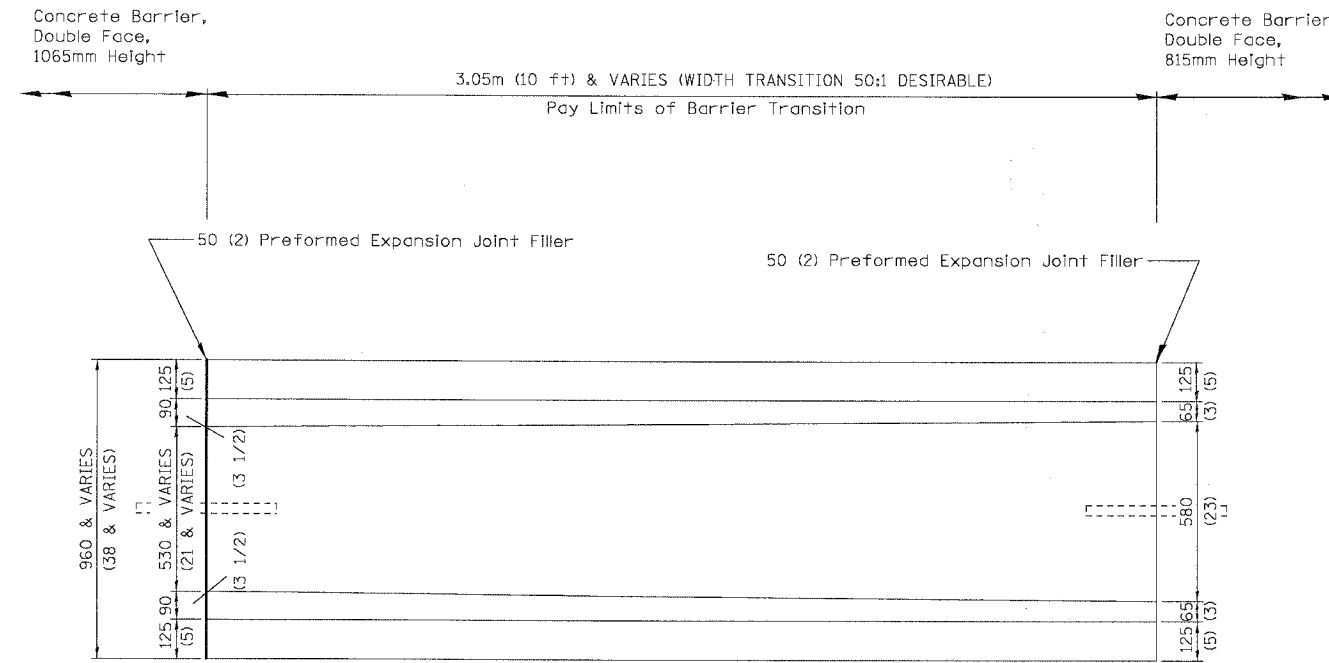 Concrete Barrier,
Double Face,
1065mm Height
Concrete Barrier
Double Face,
815mm Height
3.05m (10 ft) & VARIES (WIDTH TRANSITION 50:1 DESIRABLE)
Pay Limits of Barrier Transition
50 (2) Preformed Expansion Joint Filler
50 (2) Preformed Expansion Joint Filler
960 & VARIES
(38 & VARIES)
125
(5)
90
(3 1/2)
530 & VARIES
(21 & VARIES)
90
(3 1/2)
125
(5)
125
(5)
65
(3)
580
(23)
65
(3)
125
(5)